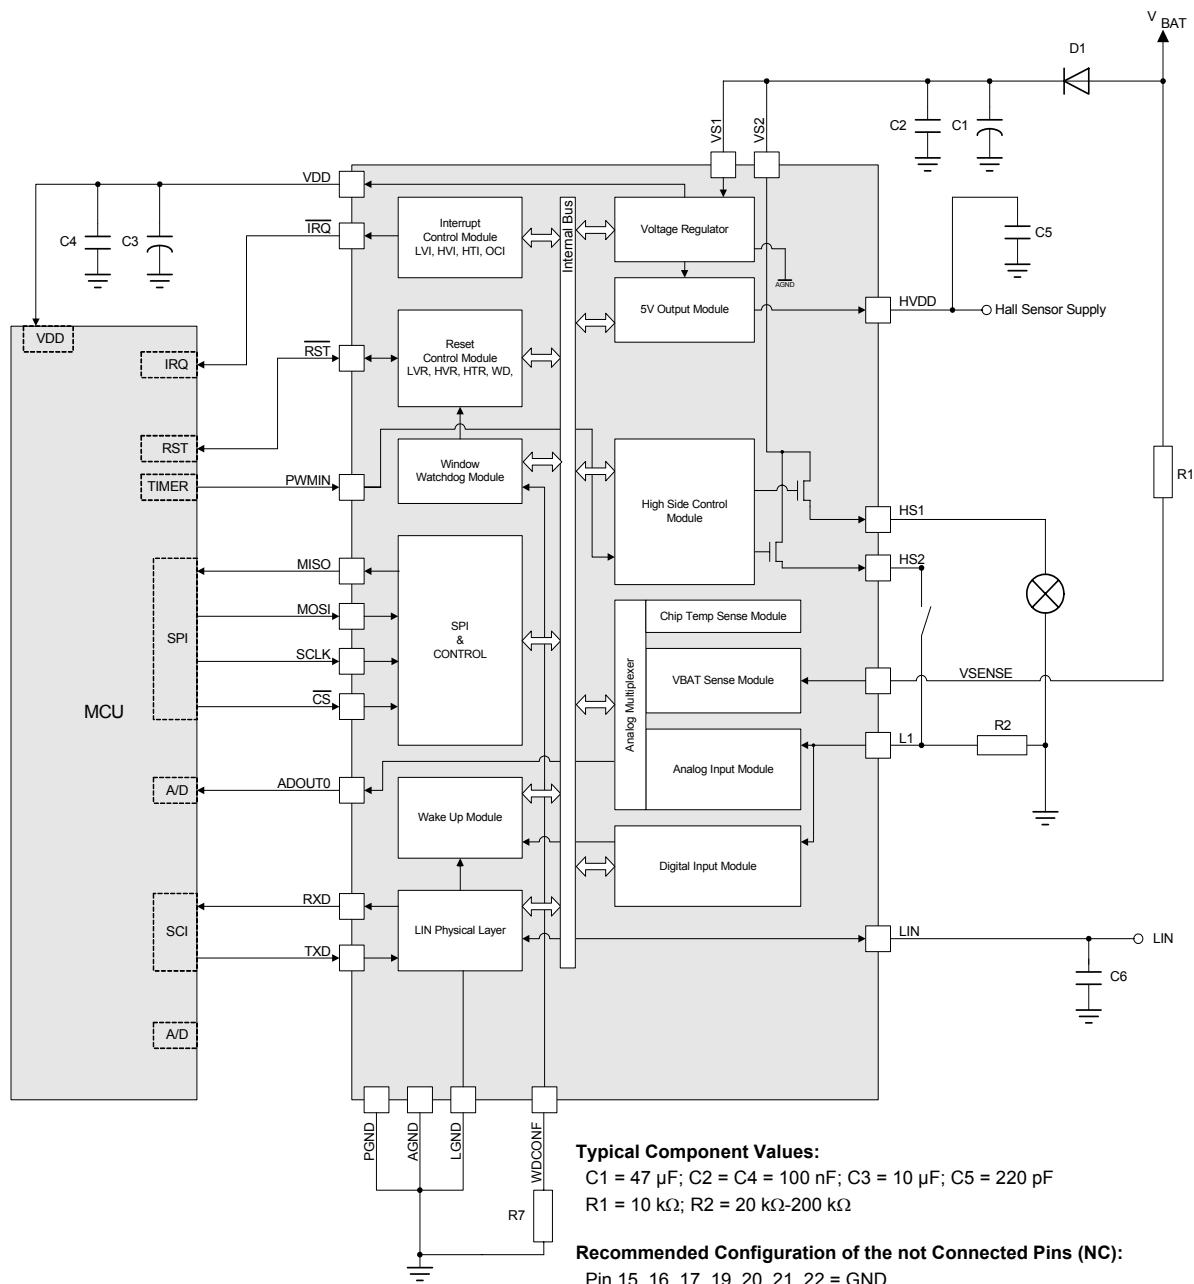 V BAT
D1
C2
C1
VS1
VS2
VDD
C4
C3
IRQ
Interrupt
Control Module
LVI, HVI, HTI, OCI
Internal Bus
Voltage Regulator
AGND
C5
5V Output Module
HVDD
Hall Sensor Supply
VDD
IRQ
RST
Reset
Control Module
LVR, HVR, HTR, WD,
RST
TIMER
PWMIN
Window
Watchdog Module
High Side Control
Module
R1
HS1
HS2
MISO
MOSI
SCLK
CS
SPI
SPI
&
CONTROL
Chip Temp Sense Module
Analog Multiplexer
VBAT Sense Module
VSENSE
MCU
R2
L1
Analog Input Module
A/D
ADOUT0
Wake Up Module
Digital Input Module
RXD
SCI
TXD
LIN Physical Layer
LIN
LIN
C6
A/D
PGND
AGND
LGND
WDCONF
R7
Typical Component Values:
C1 = 47 µF; C2 = C4 = 100 nF; C3 = 10 µF; C5 = 220 pF
R1 = 10 kΩ; R2 = 20 kΩ-200 kΩ
Recommended Configuration of the not Connected Pins (NC):
Pin 15, 16, 17, 19, 20, 21, 22 = GND